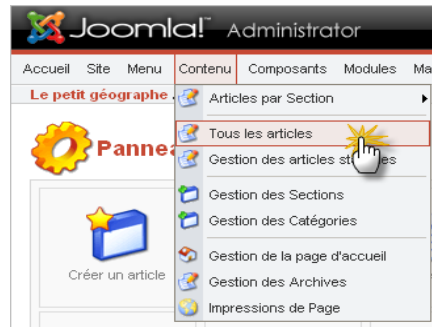 Joomla! Administrator
Accueil Site Menu Contenu Composants Modules Ma
Le petit géographe
Articles par Section
Tous les articles
Gestion des articles
Panne
Gestion des Sections
Gestion des Catégories
Gestion de la page d'accueil
Créer un article
Gestion des Archives
Impressions de Page